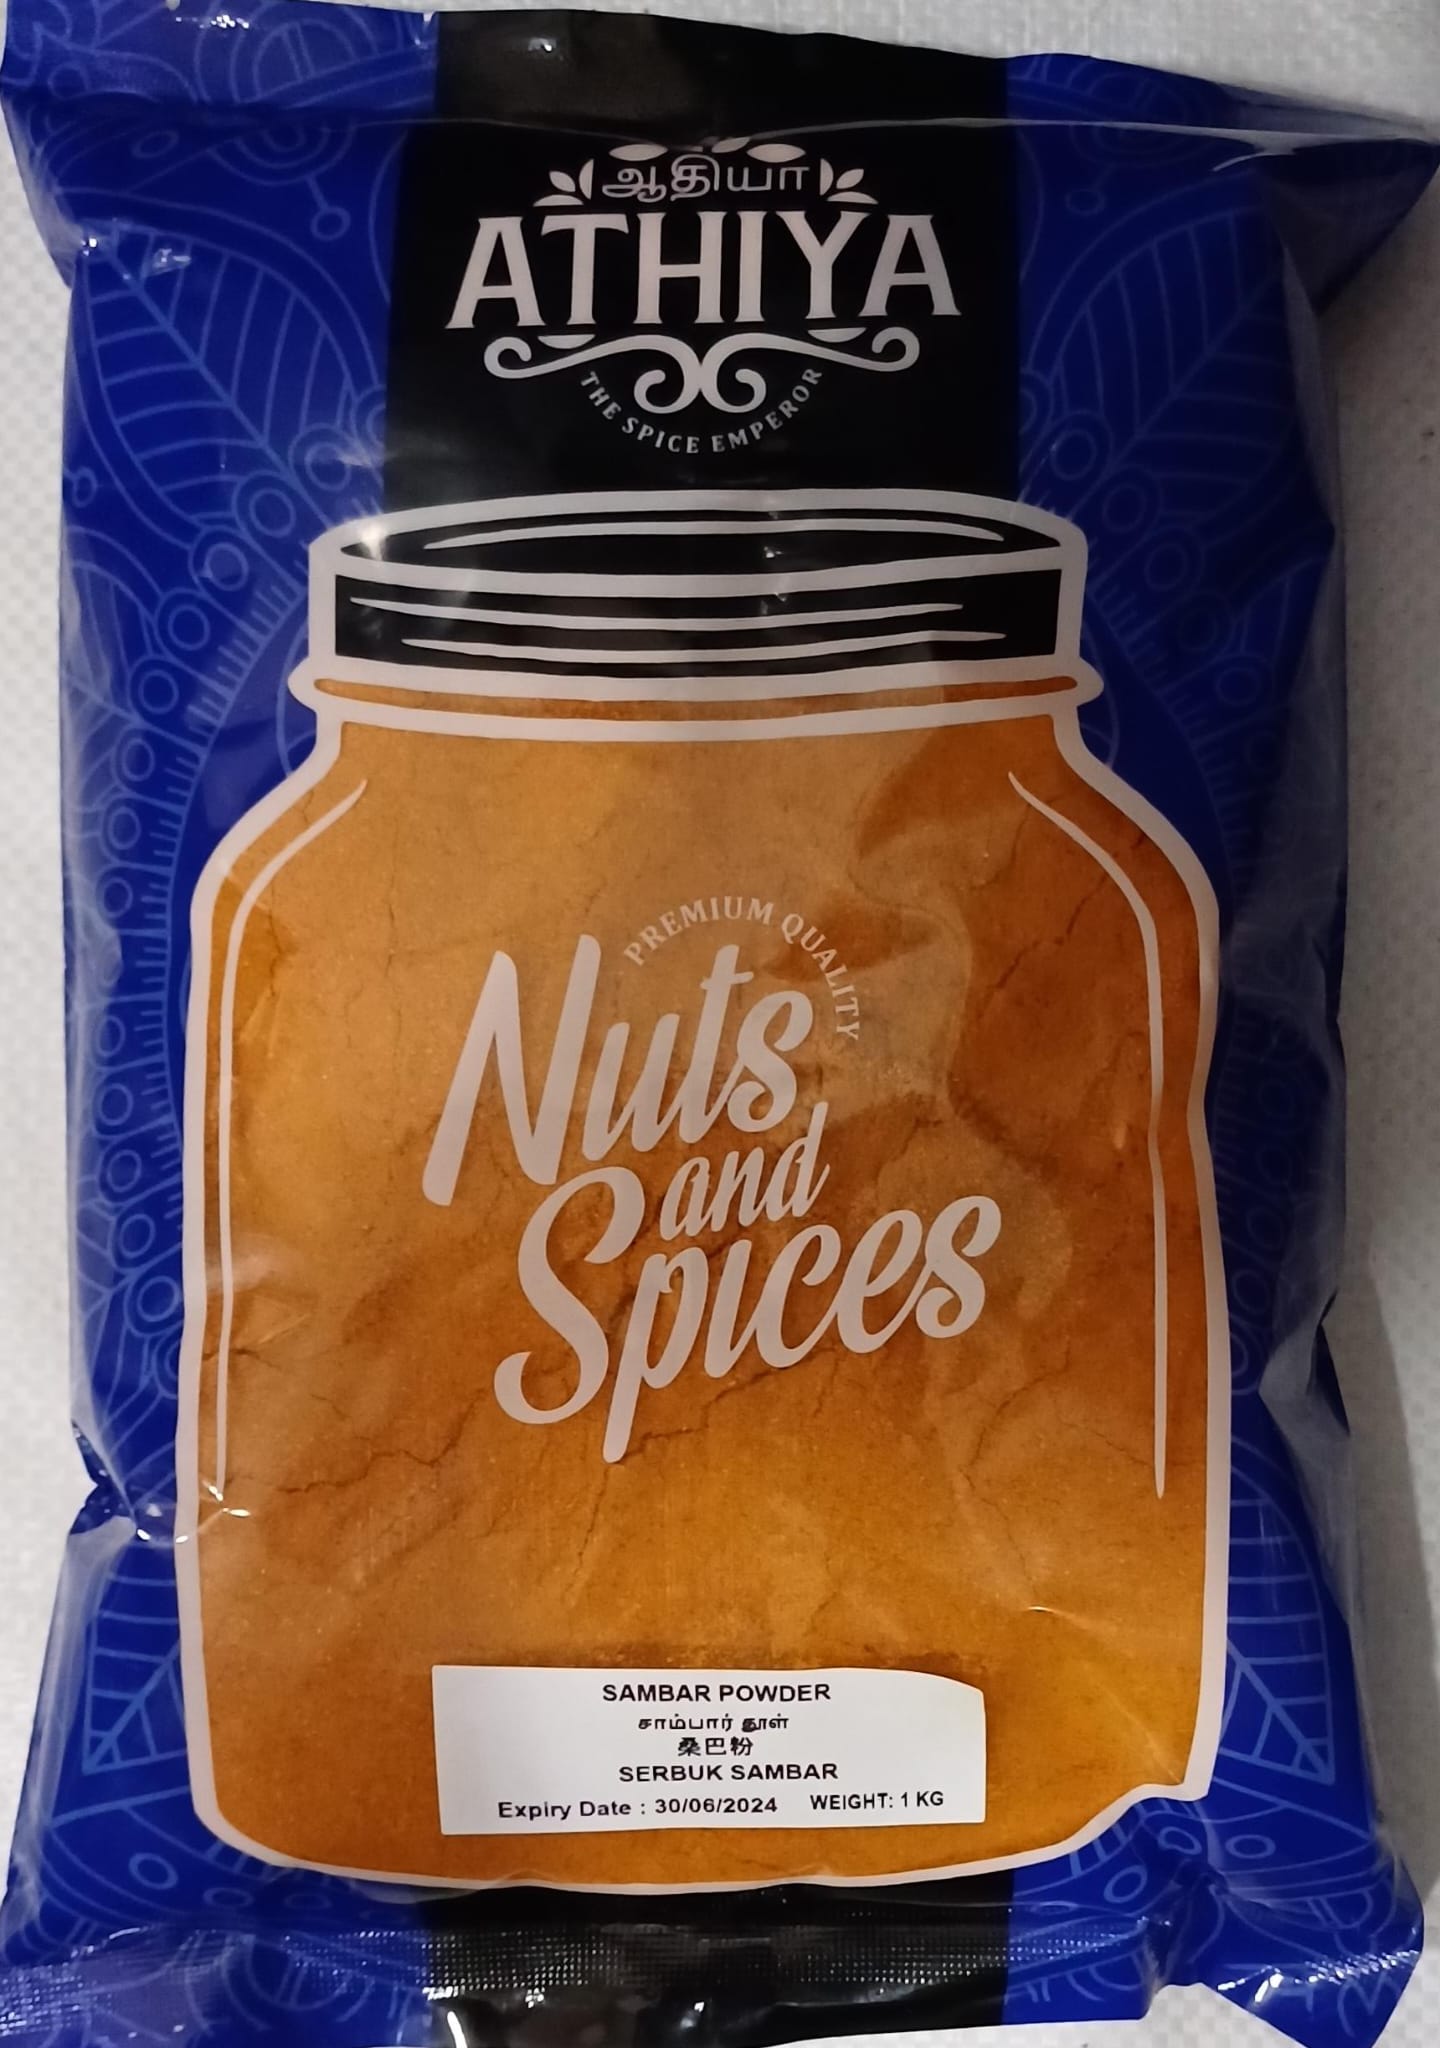 ஆதியா
ATHIYA
THE SPICE EMPEROR
PREMIUM QUALITY
Nuts
and
Spices
SAMBAR POWDER
சாம்பார் தூள்
桑巴粉
SERBUK SAMBAR
Expiry Date : 30/06/2024 WEIGHT: 1 KG